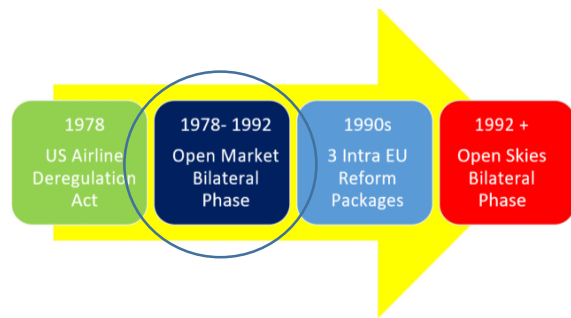 1978
US Airline
Deregulation
Act
1978- 1992
Open Market
Bilateral
Phase
1990s
3 Intra EU
Reform
Packages
1992 +
Open Skies
Bilateral
Phase